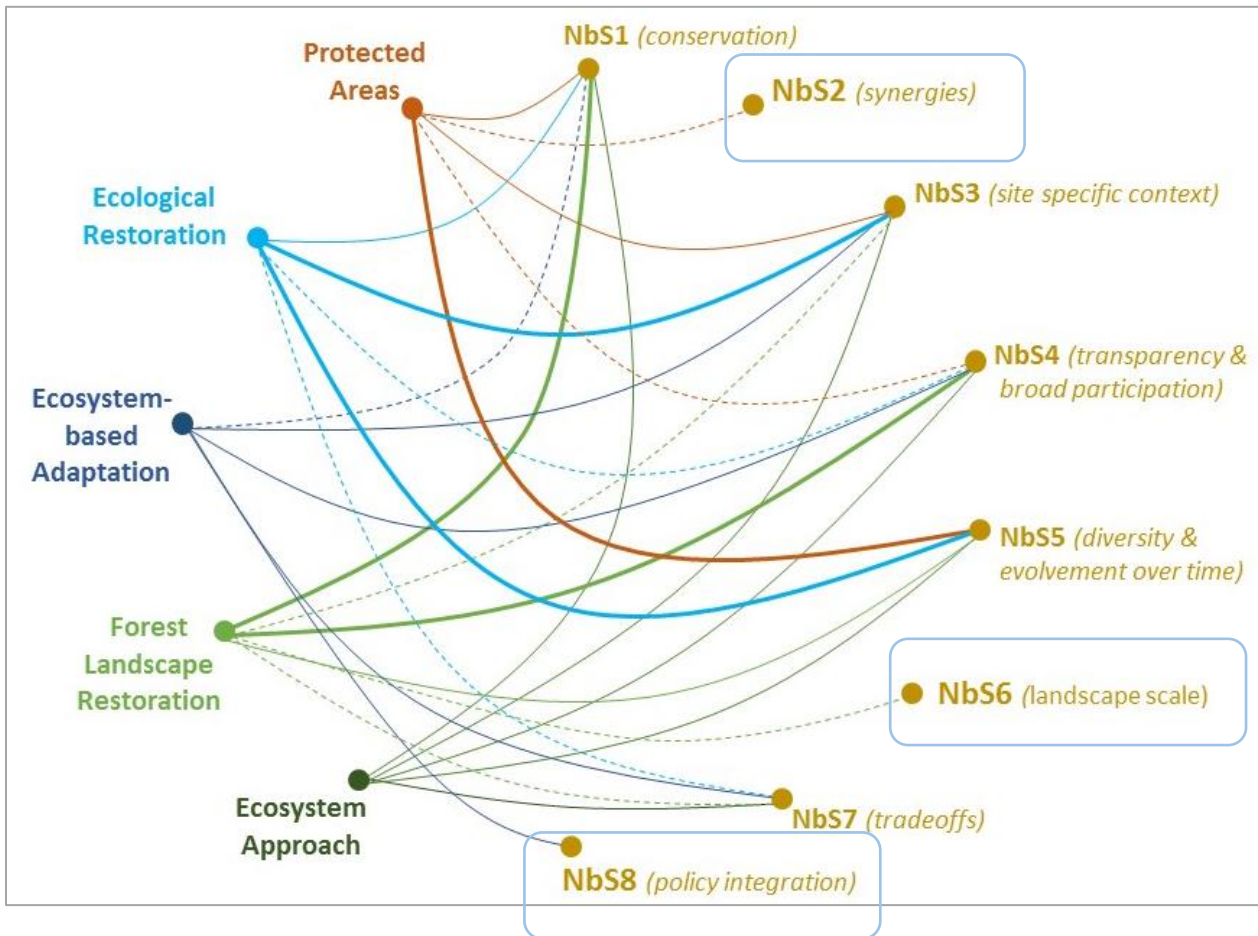 Protected
Areas
Ecological
Restoration
Ecosystem-
based
Adaptation
Forest
Landscape
Restoration
Ecosystem
Approach
NbS1 (conservation)
NbS2 (synergies)
NbS3 (site specific context)
NbS4 (transparency &
broad participation)
NbS5 (diversity &
evolvement over time)
NbS6 (landscape scale)
NbS7 (tradeoffs)
NbS8 (policy integration)